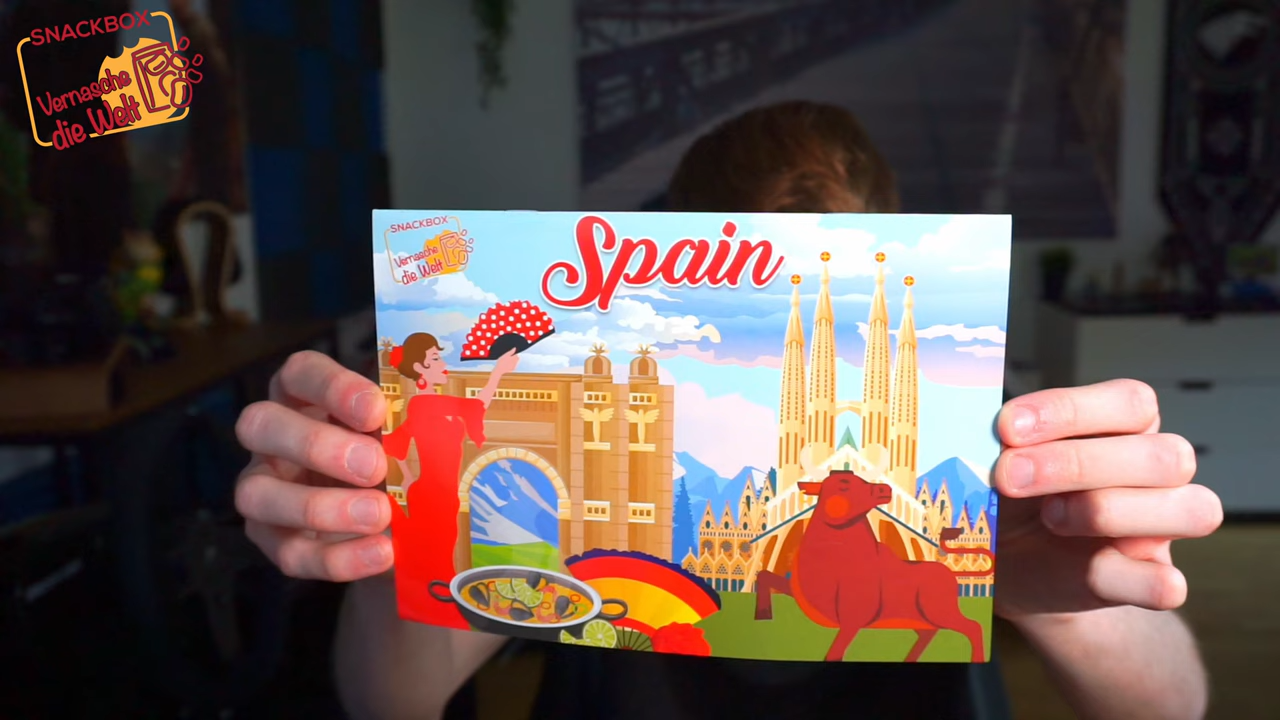 SNACKBOX
Vernasche
die Welt
SNACKBOX
Vernasche
die Welt
Spain